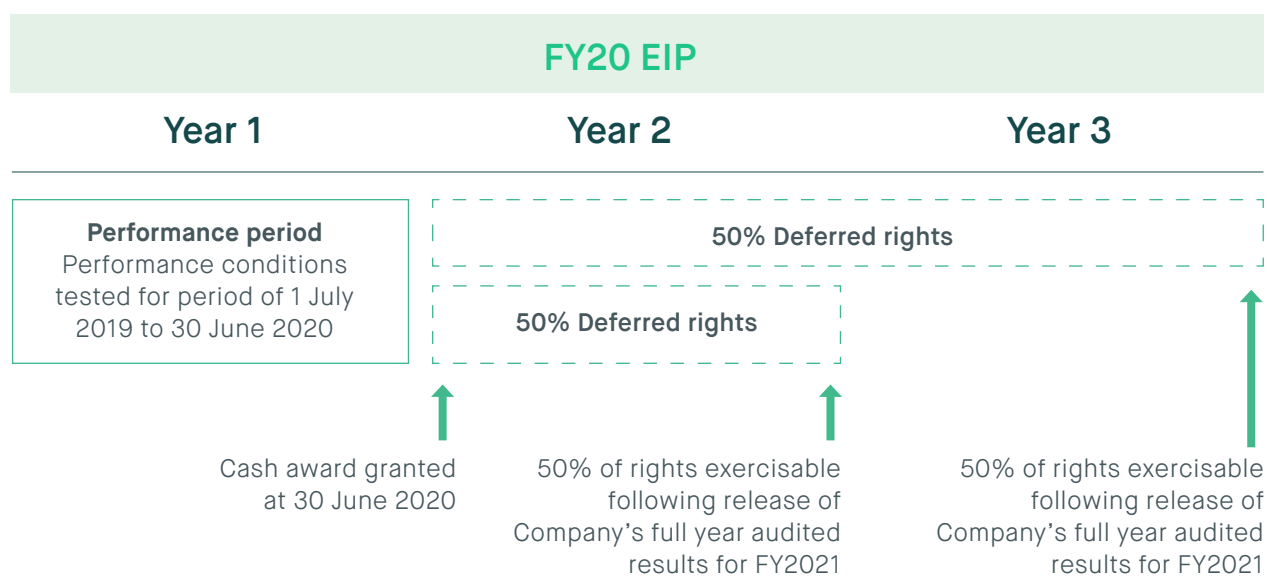 FY20 EIP
Year 1
Year 2
Year 3
Performance period
Performance conditions
tested for period of 1 July
2019 to 30 June 2020
50% Deferred rights
50% Deferred rights
Cash award granted
at 30 June 2020
50% of rights exercisable
following release of
Company’s full year audited
results for FY2021
50% of rights exercisable
following release of
Company’s full year audited
results for FY2021